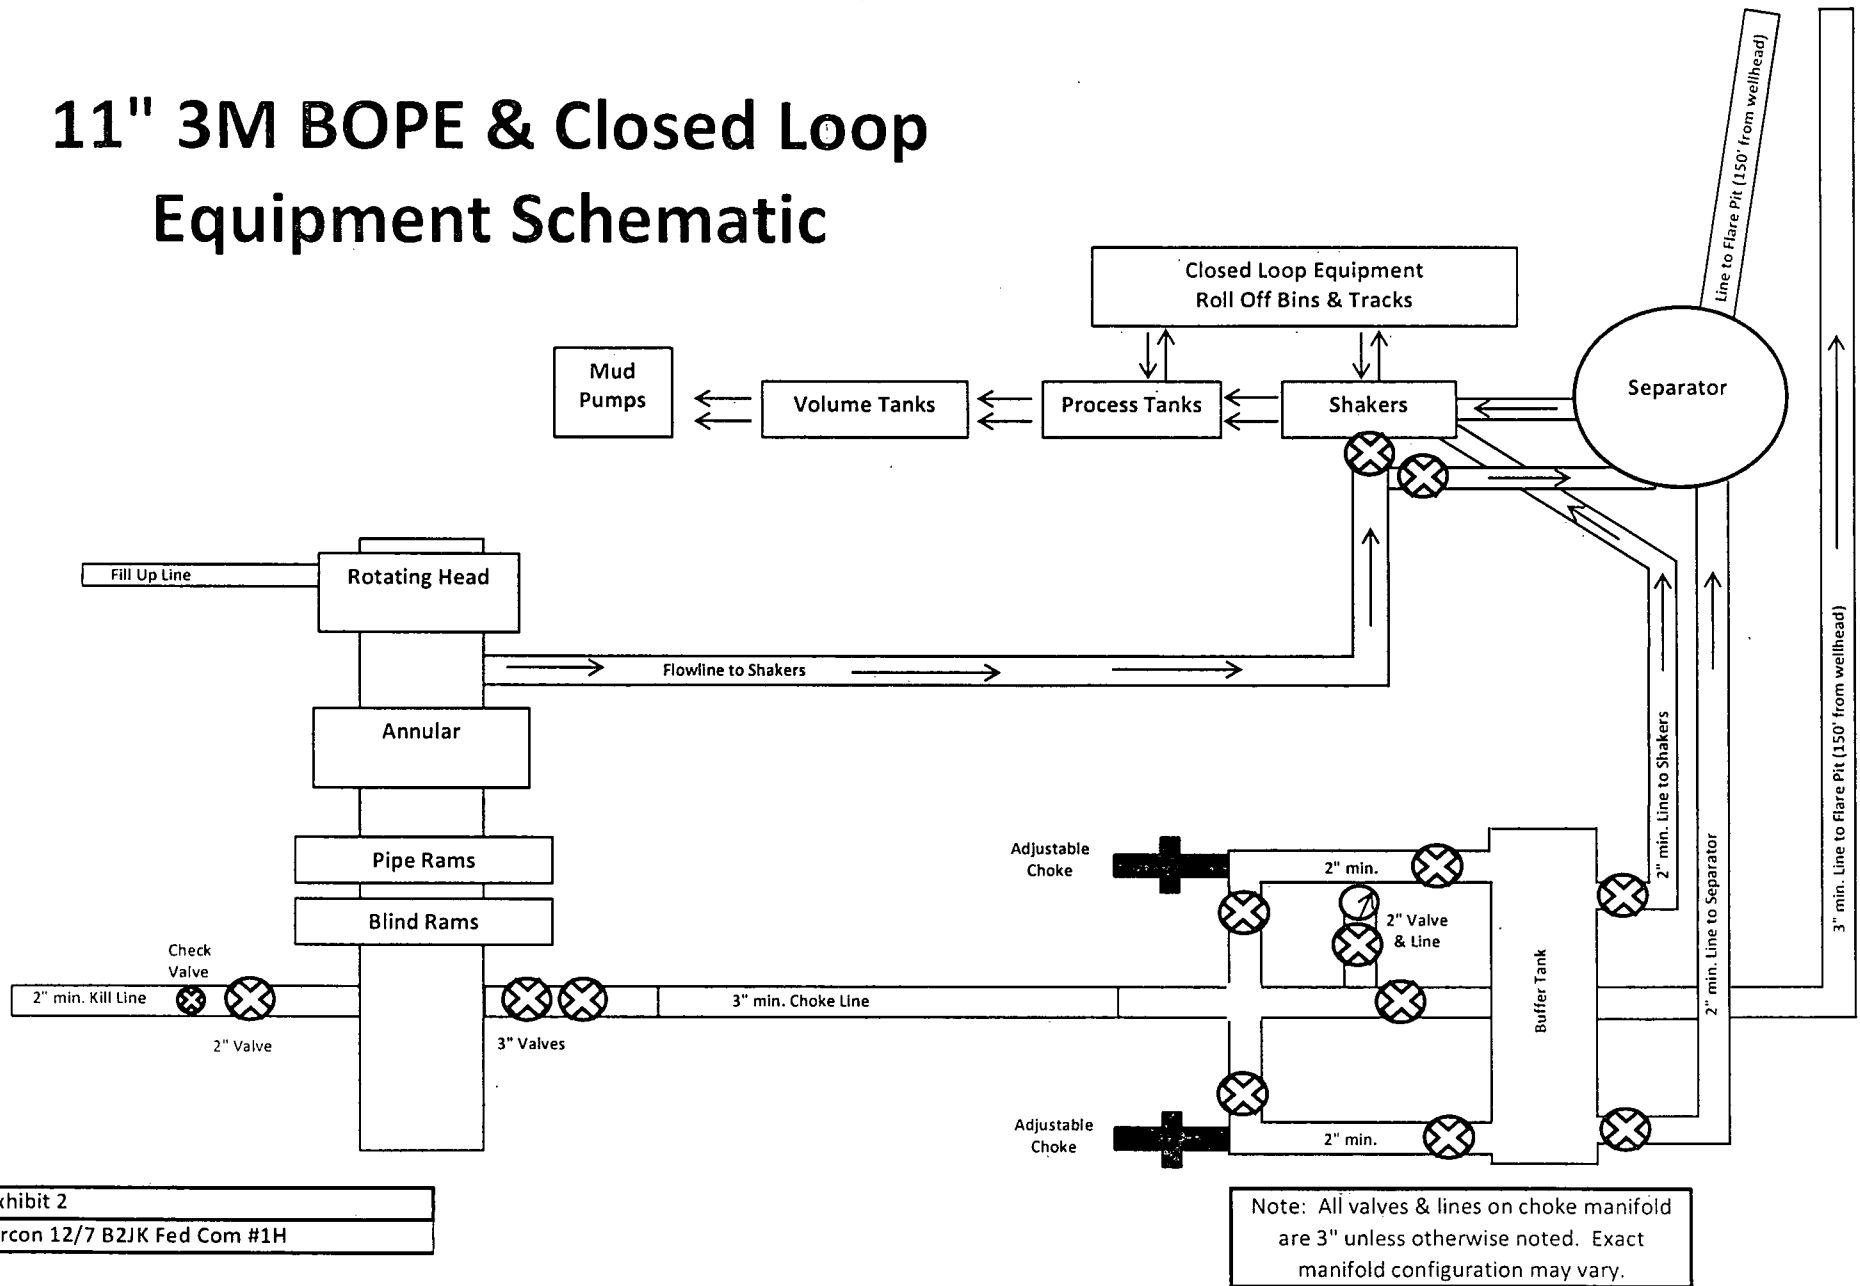 11" 3M BOPE & Closed Loop
Equipment Schematic
Line to Flare Pit (150' from wellhead)
Closed Loop Equipment
Roll Off Bins & Tracks
Mud
Pumps
Volume Tanks
Process Tanks
Shakers
Separator
Fill Up Line
Rotating Head
Flowline to Shakers
Annular
Pipe Rams
Blind Rams
Check
Valve
2" min. Kill Line
2" Valve
3" Valves
3" min. Choke Line
Adjustable
Choke
2" min.
2" Valve
& Line
Adjustable
Choke
2" min.
Buffer Tank
2" min. Line to Shakers
2" min. Line to Separator
3" min. Line to Flare Pit (150' from wellhead)
xhibit 2
rcon 12/7 B2JK Fed Com #1H
Note: All valves & lines on choke manifold
are 3" unless otherwise noted. Exact
manifold configuration may vary.